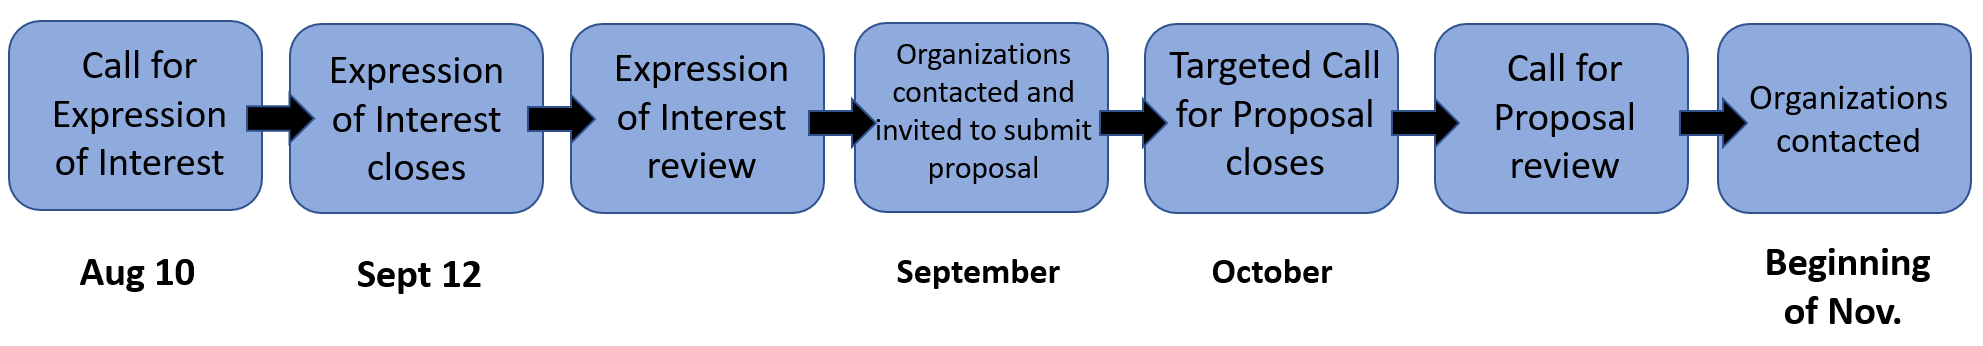 Call for
Expression
of Interest
Expression
of Interest
closes
Expression
of Interest
review
Organizations
contacted and
invited to submit
proposal
Targeted Call
for Proposal
closes
Call for
Proposal
review
Organizations
contacted
Aug 10
Sept 12
September
October
Beginning
of Nov.